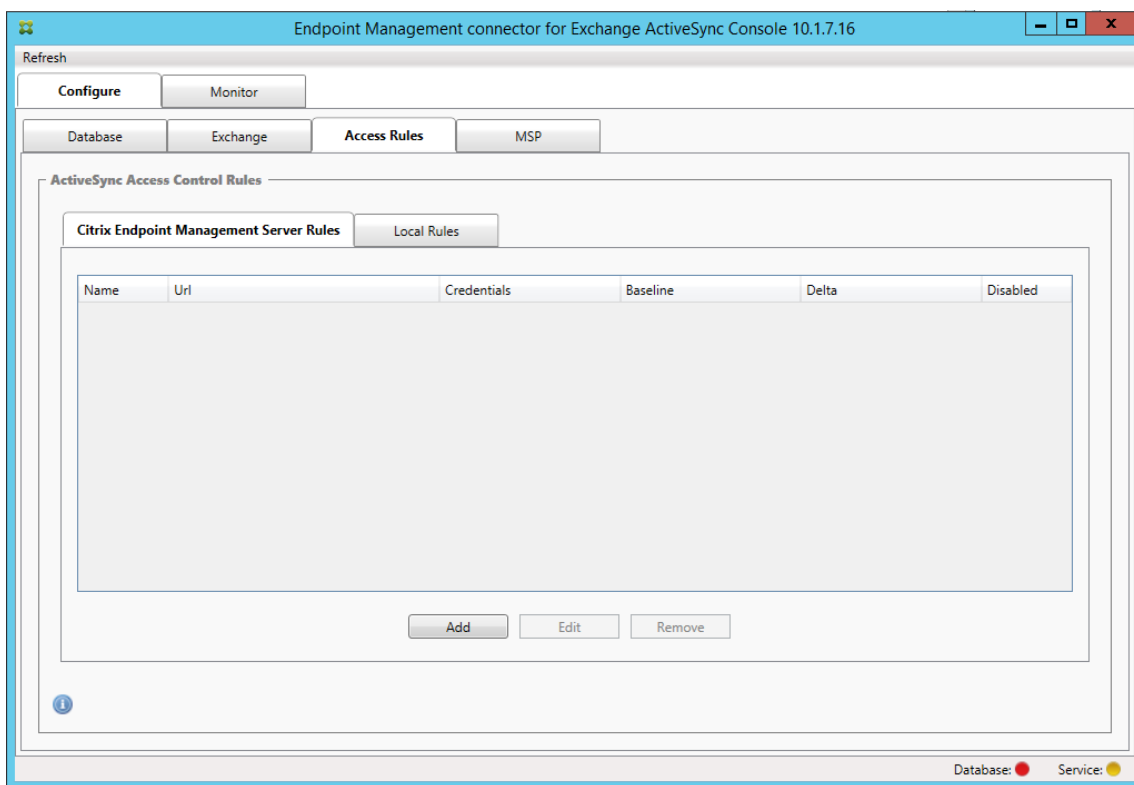 Endpoint Management connector for Exchange ActiveSync Console 10.1.7.16
Refresh
Configure Monitor
Database Exchange Access Rules MSP
ActiveSync Access Control Rules
Citrix Endpoint Management Server Rules Local Rules
Name Url Credentials Baseline Delta Disabled
Add Edit Remove
Database: Service: